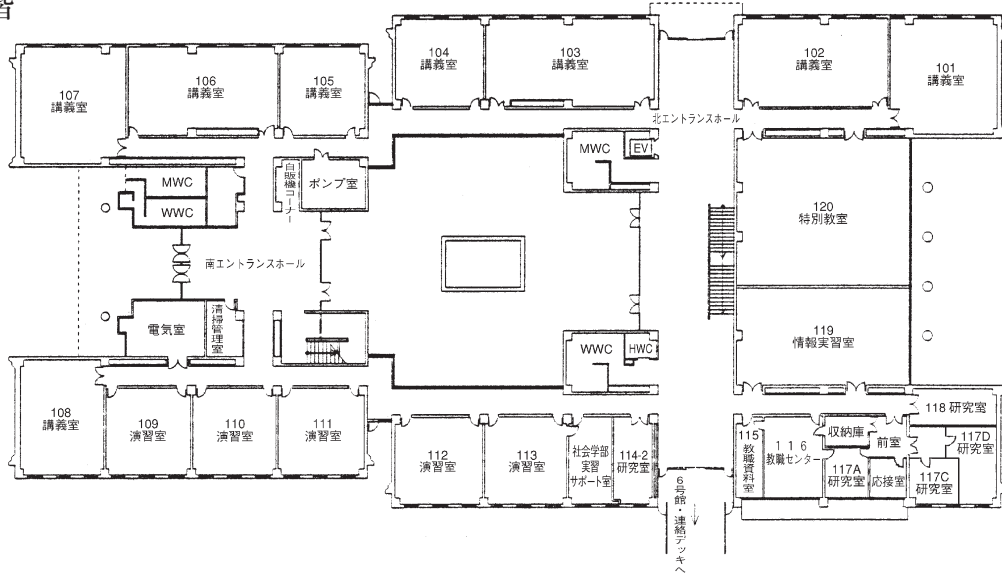 階
104
講義室
103
講義室
102
講義室
101
講義室
107
講義室
106
講義室
105
講義室
北エントランスホール
MWC
EV
MWC
WWC
自販機コーナー
ポンプ室
120
特別教室
南エントランスホール
電気室
清掃管理室
WWC
HWC
119
情報実習室
108
講義室
109
演習室
110
演習室
111
演習室
112
演習室
113
演習室
社会学部
実習
サポート室
114-2
研究室
6号館・連絡デッキへ
115
教職資料室
116
教職センター
収納庫
前室
117A
研究室
応接室
118 研究室
117D
研究室
117C
研究室